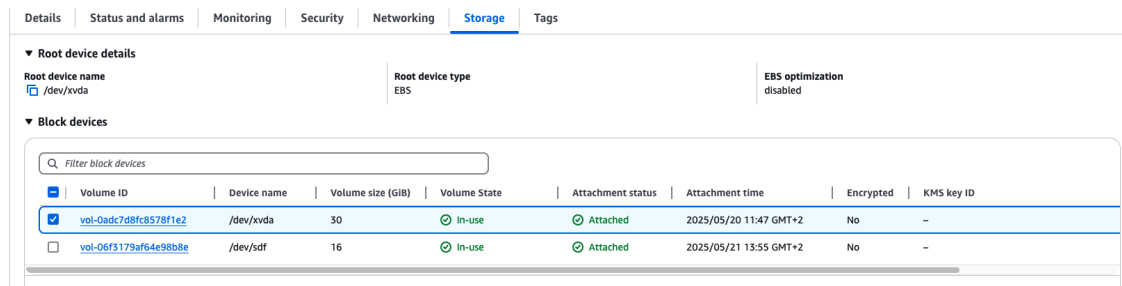 Details Status and alarms Monitoring Security Networking Storage Tags
▼ Root device details
Root device name Root device type EBS optimization
/dev/xvda EBS disabled
▼ Block devices
Filter block devices
Volume ID Device name Volume size (GiB) Volume State Attachment status Attachment time Encrypted KMS key ID
vol-0adc7d8fc8578f1e2 /dev/xvda 30 In-use Attached 2025/05/20 11:47 GMT+2 No –
vol-06f3179af64e98b8e /dev/sdf 16 In-use Attached 2025/05/21 13:55 GMT+2 No –